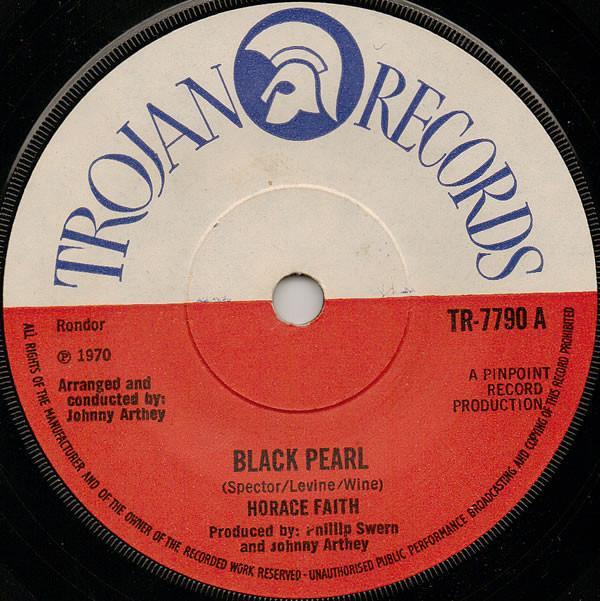 TROJAN RECORDS
Rondor
℗ 1970
Arranged and
conducted by:
Johnny Arthey
TR-7790 A
A PINPOINT
RECORD
PRODUCTION
BLACK PEARL
(Spector/Levine/Wine)
HORACE FAITH
Produced by: Phillip Swern
and Johnny Arthey
ALL RIGHTS OF THE MANUFACTURER AND OF THE OWNER OF THE RECORDED WORK RESERVED - UNAUTHORISED PUBLIC PERFORMANCE BROADCASTING AND COPYING OF THIS RECORD PROHIBITED